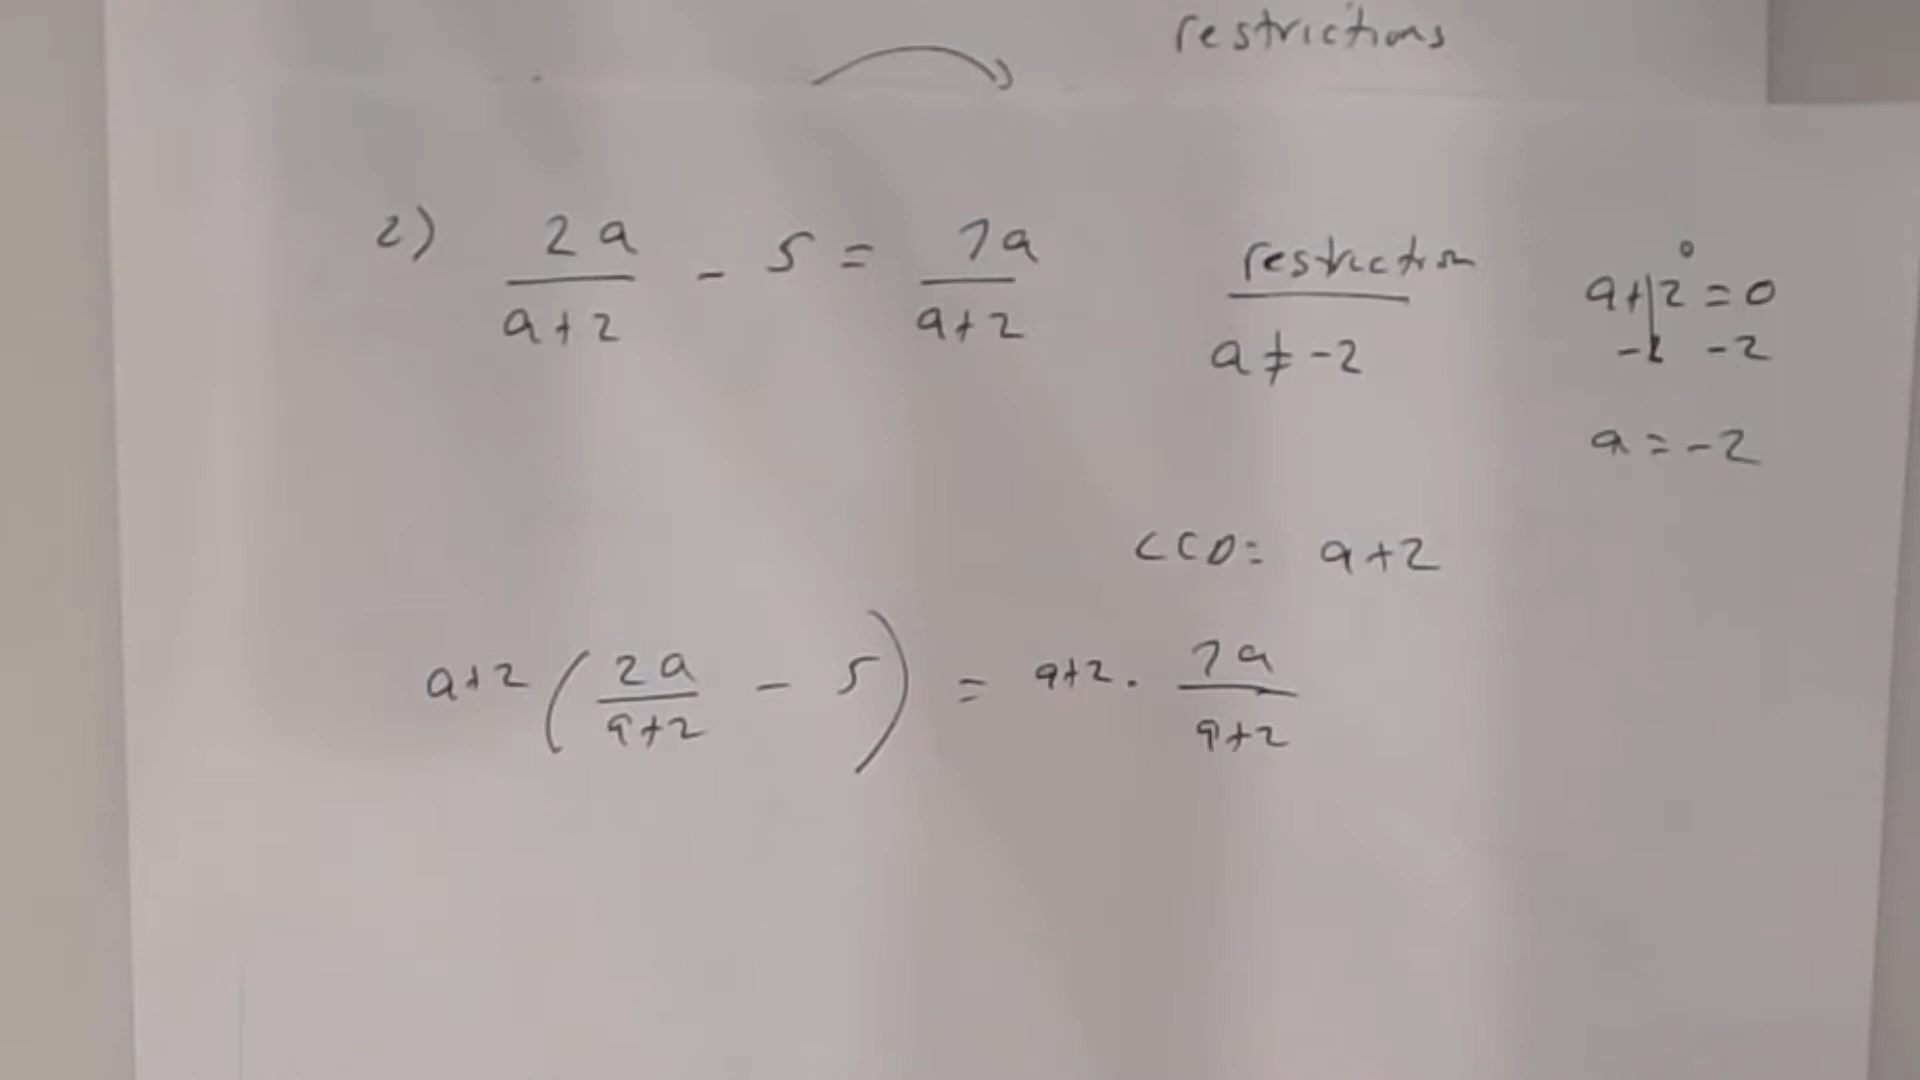 restrictions
2) 2a/a+2 - 5 = 7a/a+2
restriction
a ≠ -2
a+2 = 0
-2 -2
a = -2
LCD: a+2
a+2 (2a/a+2 - 5) = a+2 · 7a/a+2